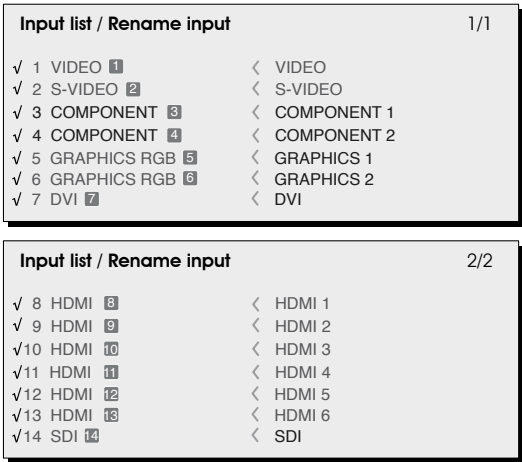 Input list / Rename input 1/1
√ 1 VIDEO 1 〈 VIDEO
√ 2 S-VIDEO 2 〈 S-VIDEO
√ 3 COMPONENT 3 〈 COMPONENT 1
√ 4 COMPONENT 4 〈 COMPONENT 2
√ 5 GRAPHICS RGB 5 〈 GRAPHICS 1
√ 6 GRAPHICS RGB 6 〈 GRAPHICS 2
√ 7 DVI 7 〈 DVI
Input list / Rename input 2/2
√ 8 HDMI 8 〈 HDMI 1
√ 9 HDMI 9 〈 HDMI 2
√10 HDMI 10 〈 HDMI 3
√11 HDMI 11 〈 HDMI 4
√12 HDMI 12 〈 HDMI 5
√13 HDMI 13 〈 HDMI 6
√14 SDI 14 〈 SDI